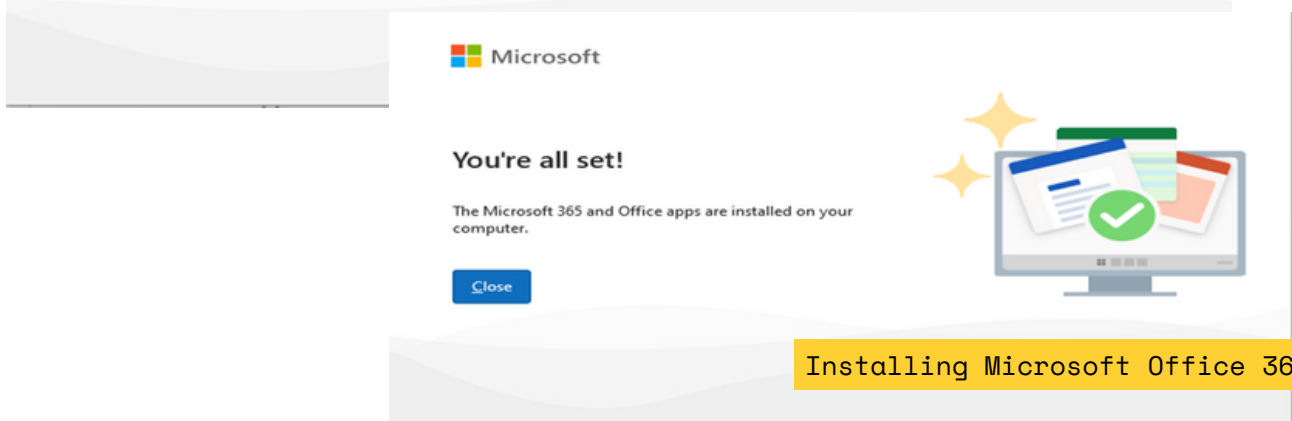 Microsoft
You're all set!
The Microsoft 365 and Office apps are installed on your
computer.
Close
Installing Microsoft Office 36